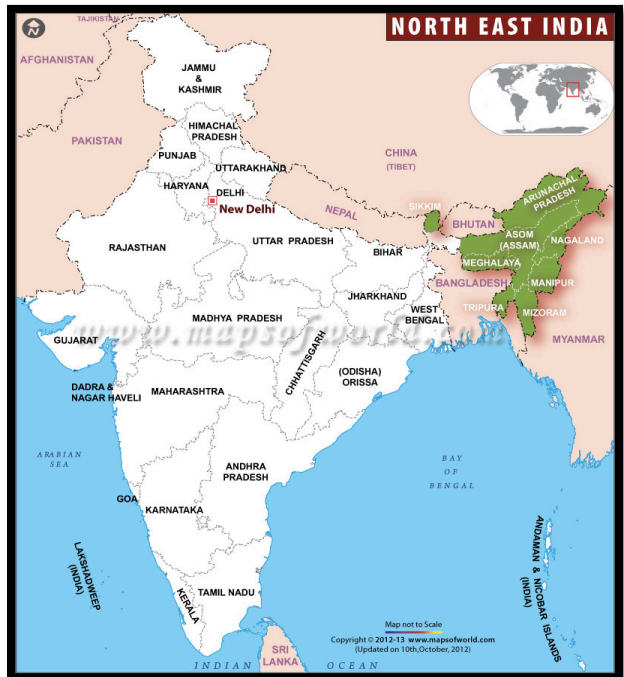 NORTH EAST INDIA
N
TAJIKISTAN
AFGHANISTAN
JAMMU
&
KASHMIR
HIMACHAL
PRADESH
PAKISTAN
PUNJAB
UTTARAKHAND
CHINA
(TIBET)
HARYANA
DELHI
New Delhi
NEPAL
SIKKIM
BHUTAN
ARUNACHAL
PRADESH
RAJASTHAN
UTTAR PRADESH
BIHAR
ASOM
(ASSAM)
NAGALAND
MEGHALAYA
BANGLADESH
MANIPUR
JHARKHAND
WEST
BENGAL
TRIPURA
MIZORAM
MYANMAR
GUJARAT
MADHYA PRADESH
www.mapsofworld.com
CHHATTISGARH
(ODISHA)
ORISSA
DADRA &
NAGAR HAVELI
MAHARASHTRA
ARABIAN
SEA
BAY
OF
BENGAL
ANDHRA
PRADESH
GOA
KARNATAKA
LAKSHADWEEP
(INDIA)
ANDAMAN & NICOBAR ISLANDS
(INDIA)
KERALA
TAMIL NADU
Map not to Scale
Copyright © 2012-13 www.mapsofworld.com
(Updated on 10th,October, 2012)
SRI
LANKA
INDIAN OCEAN